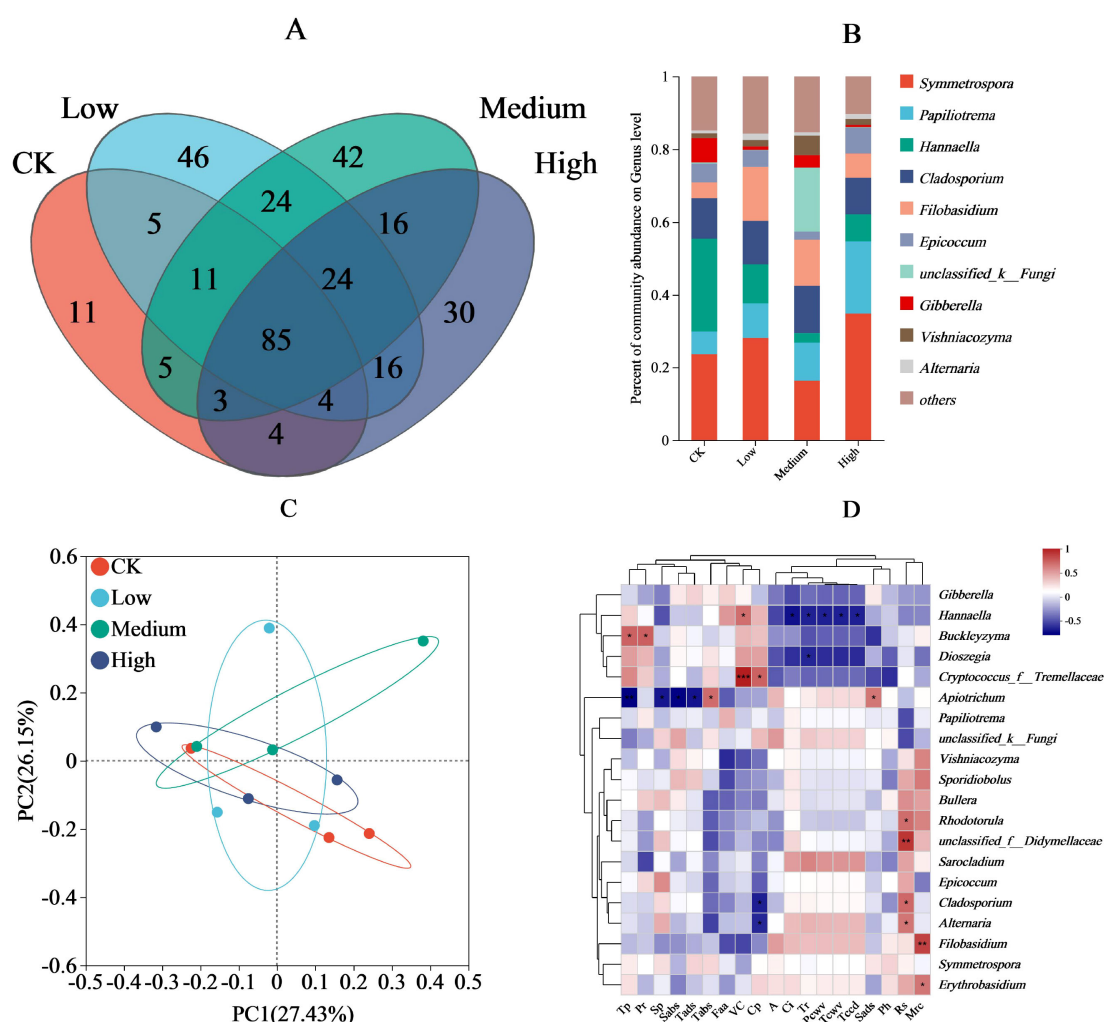 A
Low
Medium
CK
High
46
42
24
5
16
11
24
11
30
85
5
16
3
4
4
B
Percent of community abundance on Genus level
1
0.8
0.6
0.4
0.2
0
CK
Low
Medium
High
Symmetrospora
Papiliotrema
Hannaella
Cladosporium
Filobasidium
Epicoccum
unclassified_k__Fungi
Gibberella
Vishniacozyma
Alternaria
others
C
CK
Low
Medium
High
PC2(26.15%)
0.6
0.4
0.2
0
-0.2
-0.4
-0.6
-0.5 -0.4 -0.3 -0.2 -0.1 0 0.1 0.2 0.3 0.4 0.5
PC1(27.43%)
D
1
0.5
0
-0.5
Gibberella
Hannaella
* * * * *
Buckleyzyma
* *
Dioszegia
*
Cryptococcus_f__Tremellaceae
*** *
Apiotrichum
Papiliotrema
unclassified_k__Fungi
Vishniacozyma
Sporidiobolus
Bullera
Rhodotorula
*
unclassified_f__Didymellaceae
**
Sarocladium
Epicoccum
Cladosporium
* *
Alternaria
* *
Filobasidium
**
Symmetrospora
Erythrobasidium
*
Tp Pr Sp Sabs Tads Tabs Faa VC Cp A Ci Tr Pcwv Tcwv Tccd Sads Ph Rs Mrc